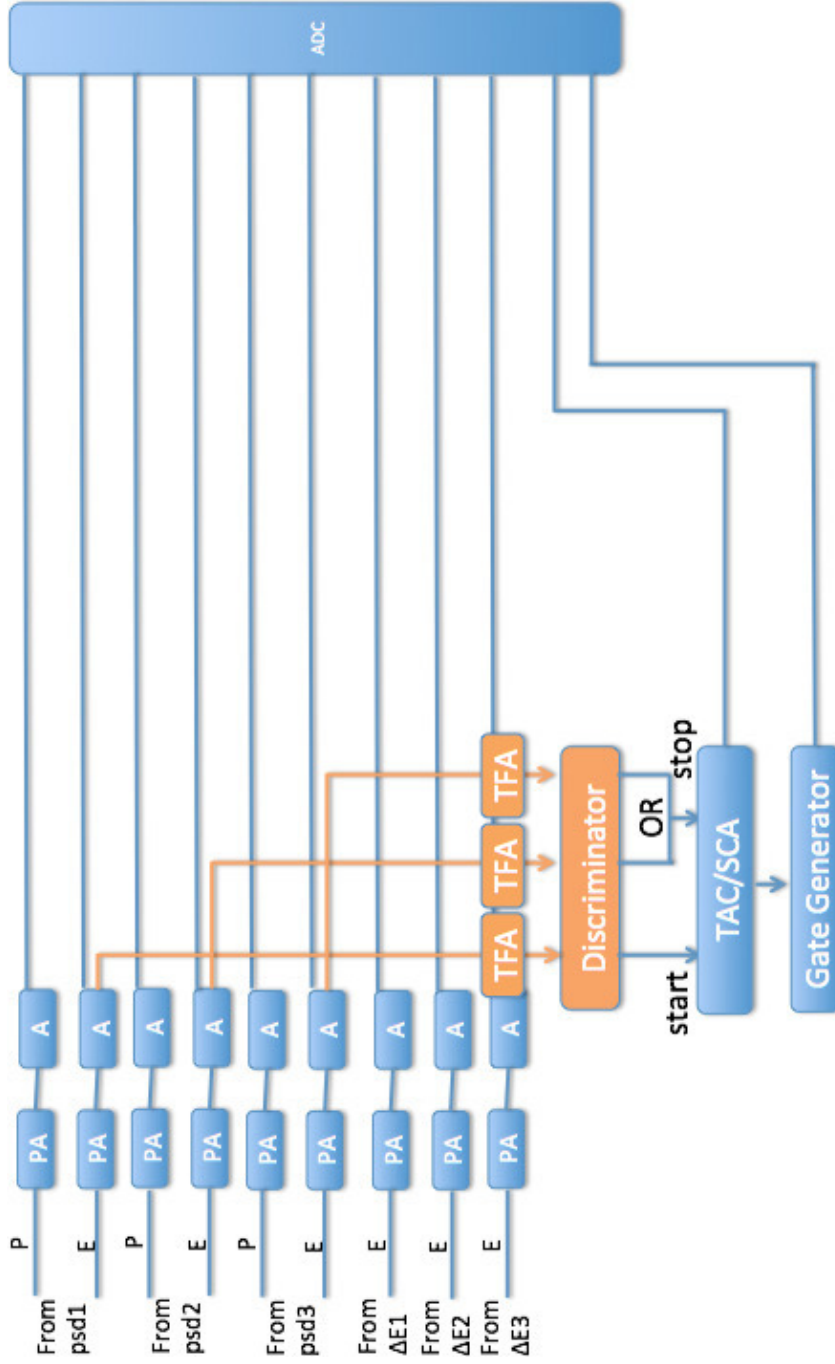 ADC
From
psd1
P
E
PA
PA
A
A
From
psd2
P
E
PA
PA
A
A
From
psd3
P
E
PA
PA
A
A
From
ΔE1
E
PA
A
From
ΔE2
E
PA
A
From
ΔE3
E
PA
A
TFA
TFA
TFA
Discriminator
start
OR
stop
TAC/SCA
Gate Generator